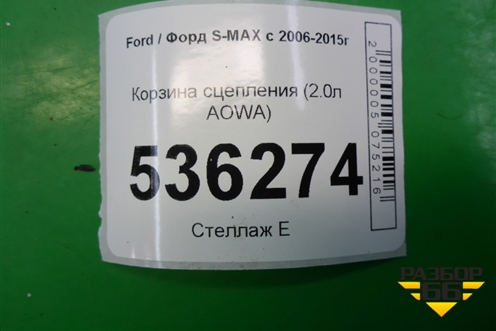 Ford / Форд S-MAX с 2006-2015г
Корзина сцепления (2.0л
AOWA)
536274
Стеллаж Е
2000005075216
РАЗБОР
66